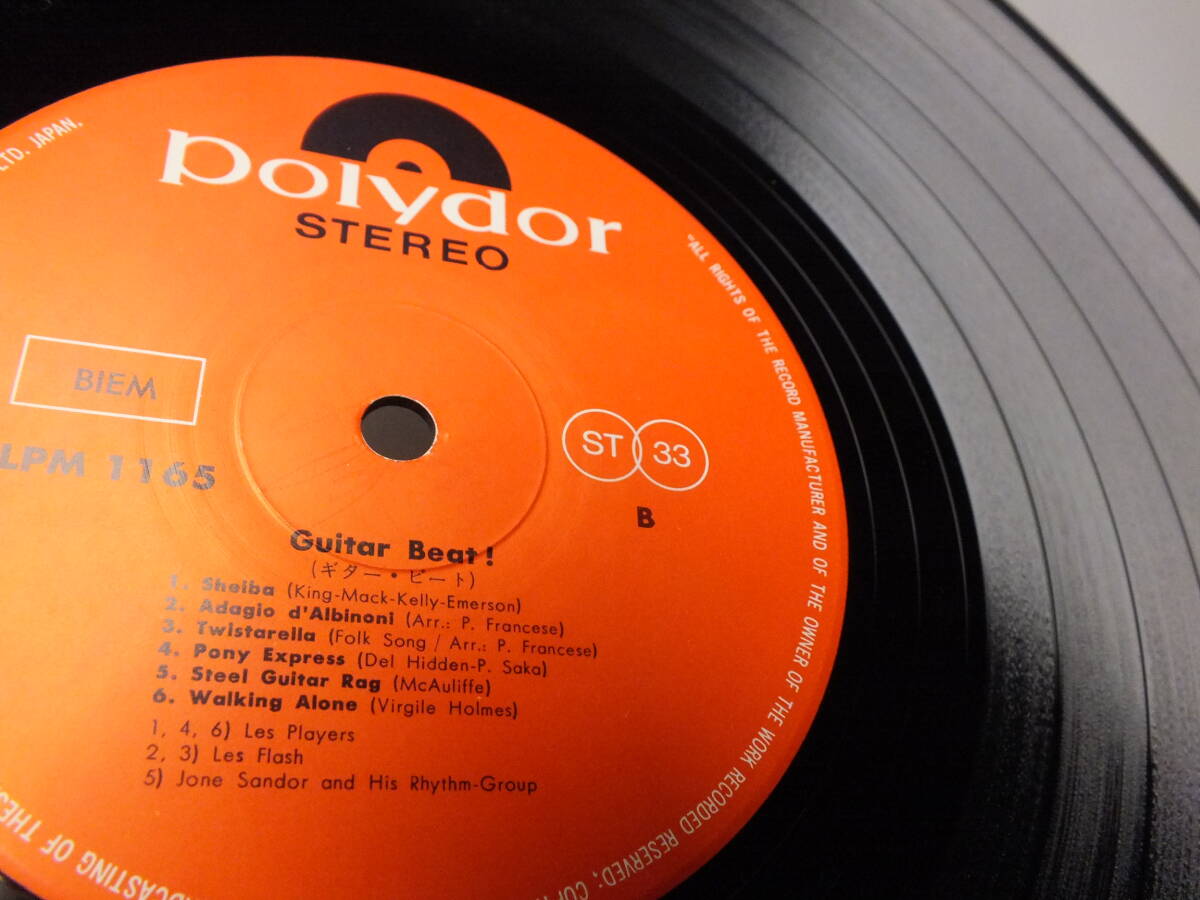 LTD. JAPAN.
polydor
STEREO
BIEM
LPM 1165
ST 33
B
Guitar Beat!
(ギター・ビート)
1. Sheiba (King-Mack-Kelly-Emerson)
2. Adagio d'Albinoni (Arr.: P. Francese)
3. Twistarella (Folk Song / Arr.: P. Francese)
4. Pony Express (Del Hidden-P. Saka)
5. Steel Guitar Rag (McAuliffe)
6. Walking Alone (Virgile Holmes)
1, 4, 6) Les Players
2, 3) Les Flash
5) Jone Sandor and His Rhythm-Group
"ALL RIGHTS OF THE RECORD MANUFACTURER AND OF THE OWNER OF THE WORK RECORDED RESERVED;
OF